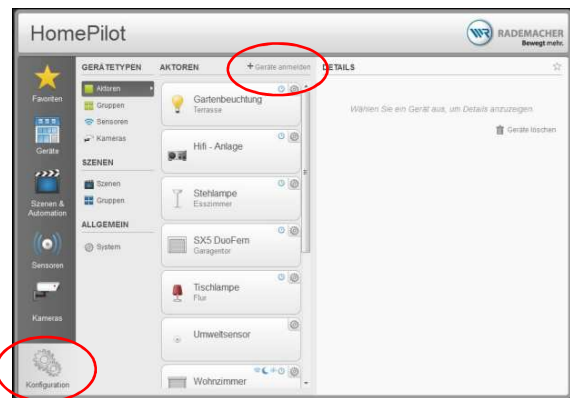 HomePilot
RADEMACHER
Bewegt mehr.
Favoriten
Geräte
Szenen &
Automation
Sensoren
Kameras
Konfiguration
GERÄTETYPEN
Aktoren
Gruppen
Sensoren
Kameras
SZENEN
Szenen
Gruppen
ALLGEMEIN
System
AKTOREN
+ Geräte anmelden
Gartenbeuchtung
Terrasse
Hifi - Anlage
Stehlampe
Esszimmer
SX5 DuoFern
Garagentor
Tischlampe
Flur
Umweltsensor
Wohnzimmer
DETAILS
Wählen Sie ein Gerät aus, um Details anzuzeigen
Geräte löschen